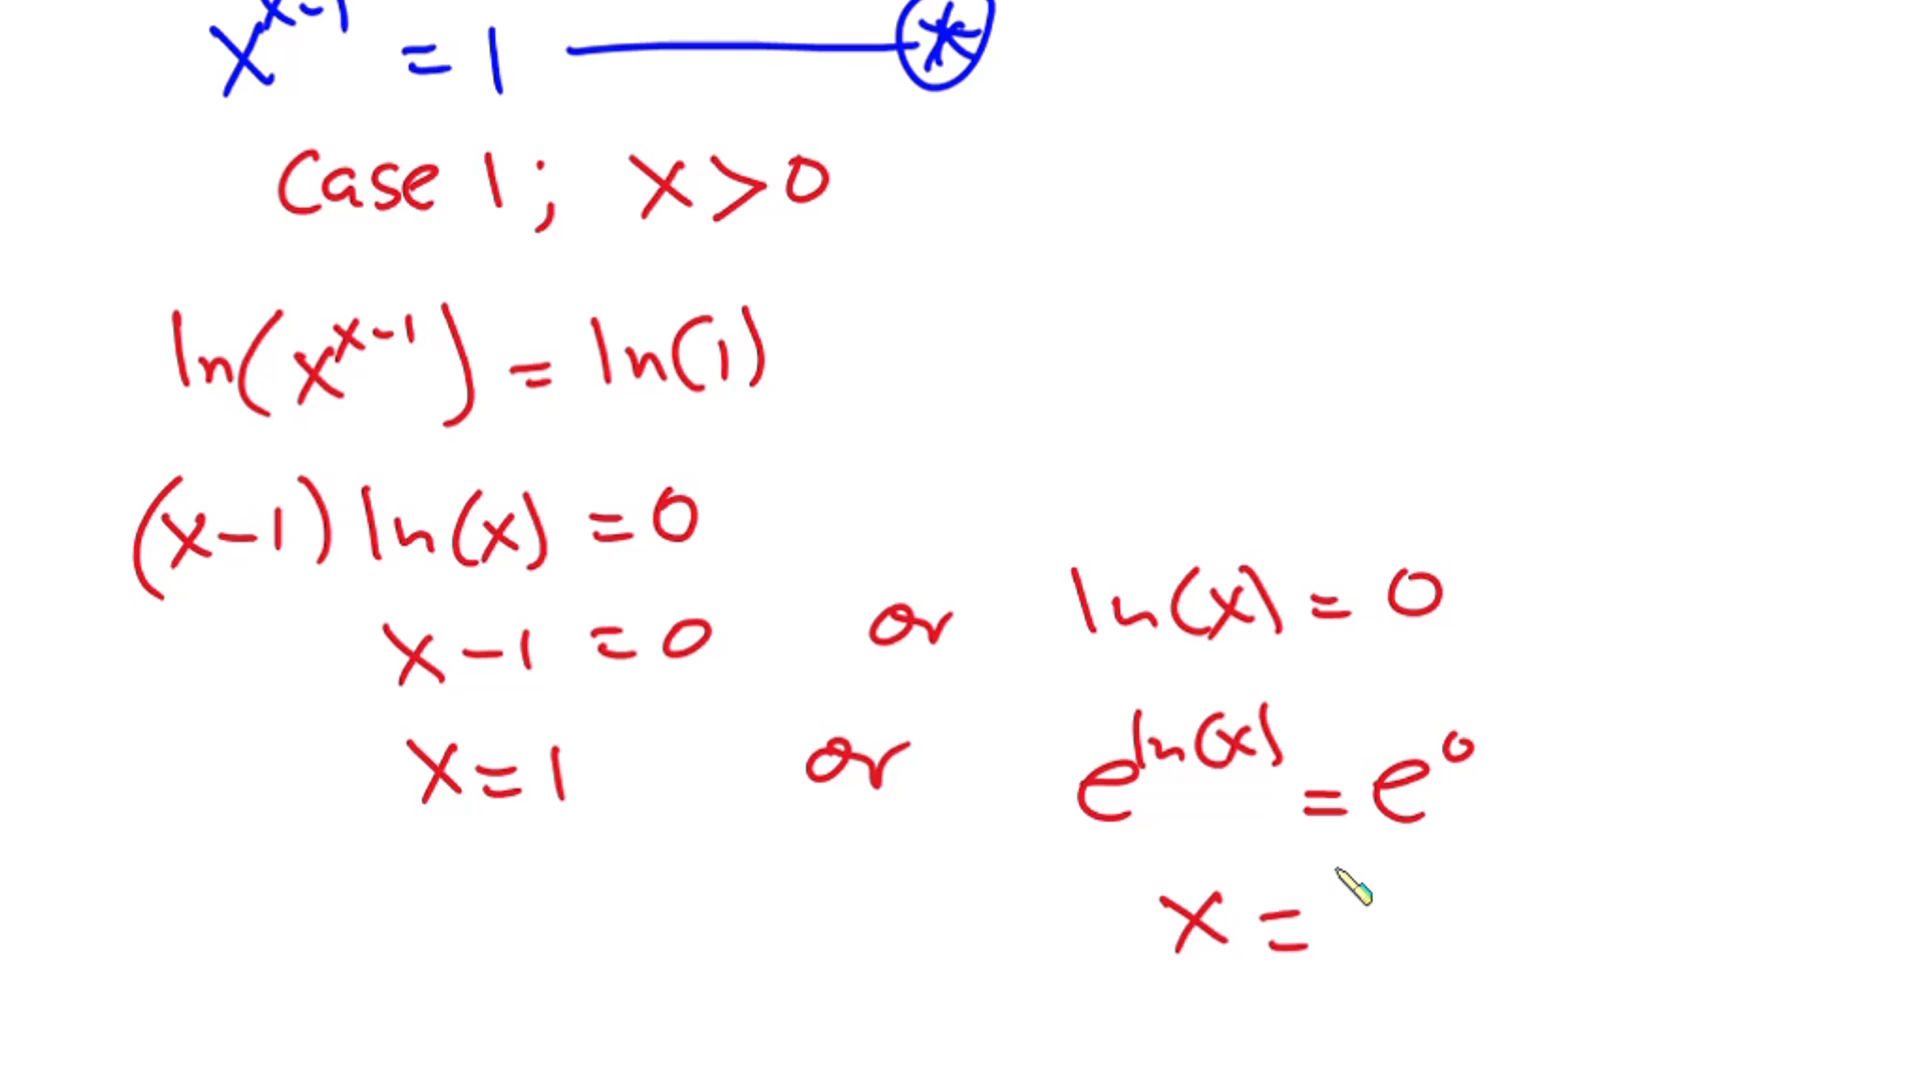 x^{x-1} = 1 ——— ⊛
Case 1; x > 0
ln(x^{x-1}) = ln(1)
(x-1) ln(x) = 0
x - 1 = 0 or ln(x) = 0
x = 1 or e^{ln(x)} = e^0
x =